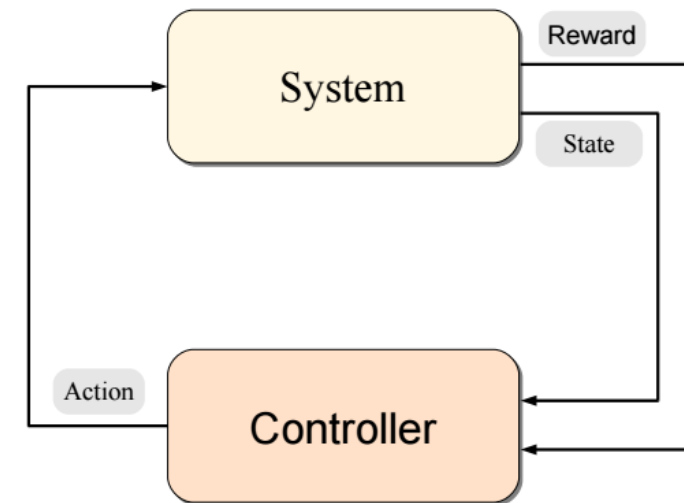 Reward
System
State
Action
Controller